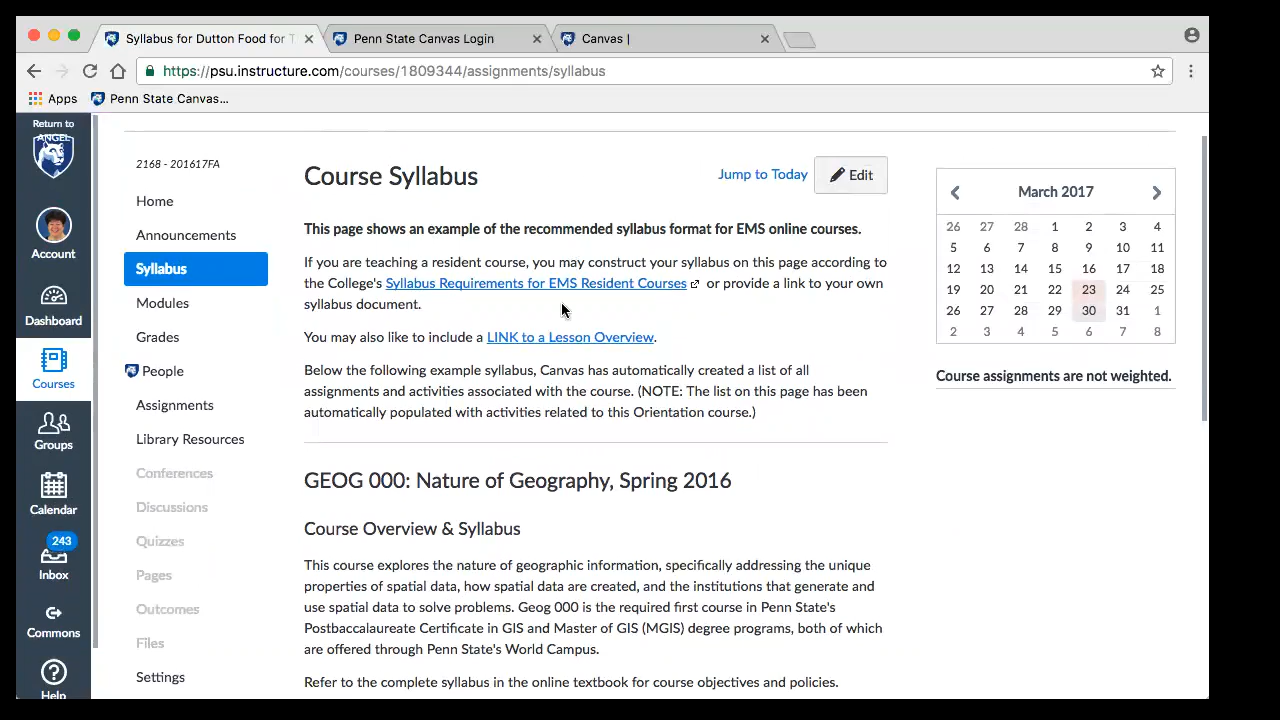 Syllabus for Dutton Food for T
Penn State Canvas Login
Canvas |
https://psu.instructure.com/courses/1809344/assignments/syllabus
Apps
Penn State Canvas...
Return to
ANGEL
Account
Dashboard
Courses
Groups
Calendar
243
Inbox
Commons
Help
2168 - 201617FA
Home
Announcements
Syllabus
Modules
Grades
People
Assignments
Library Resources
Conferences
Discussions
Quizzes
Pages
Outcomes
Files
Settings
Course Syllabus
Jump to Today
Edit
This page shows an example of the recommended syllabus format for EMS online courses.
If you are teaching a resident course, you may construct your syllabus on this page according to
the College's Syllabus Requirements for EMS Resident Courses or provide a link to your own
syllabus document.
You may also like to include a LINK to a Lesson Overview.
Below the following example syllabus, Canvas has automatically created a list of all
assignments and activities associated with the course. (NOTE: The list on this page has been
automatically populated with activities related to this Orientation course.)
GEOG 000: Nature of Geography, Spring 2016
Course Overview & Syllabus
This course explores the nature of geographic information, specifically addressing the unique
properties of spatial data, how spatial data are created, and the institutions that generate and
use spatial data to solve problems. Geog 000 is the required first course in Penn State's
Postbaccalaureate Certificate in GIS and Master of GIS (MGIS) degree programs, both of which
are offered through Penn State's World Campus.
Refer to the complete syllabus in the online textbook for course objectives and policies.
March 2017
26 27 28 1 2 3 4
5 6 7 8 9 10 11
12 13 14 15 16 17 18
19 20 21 22 23 24 25
26 27 28 29 30 31 1
2 3 4 5 6 7 8
Course assignments are not weighted.